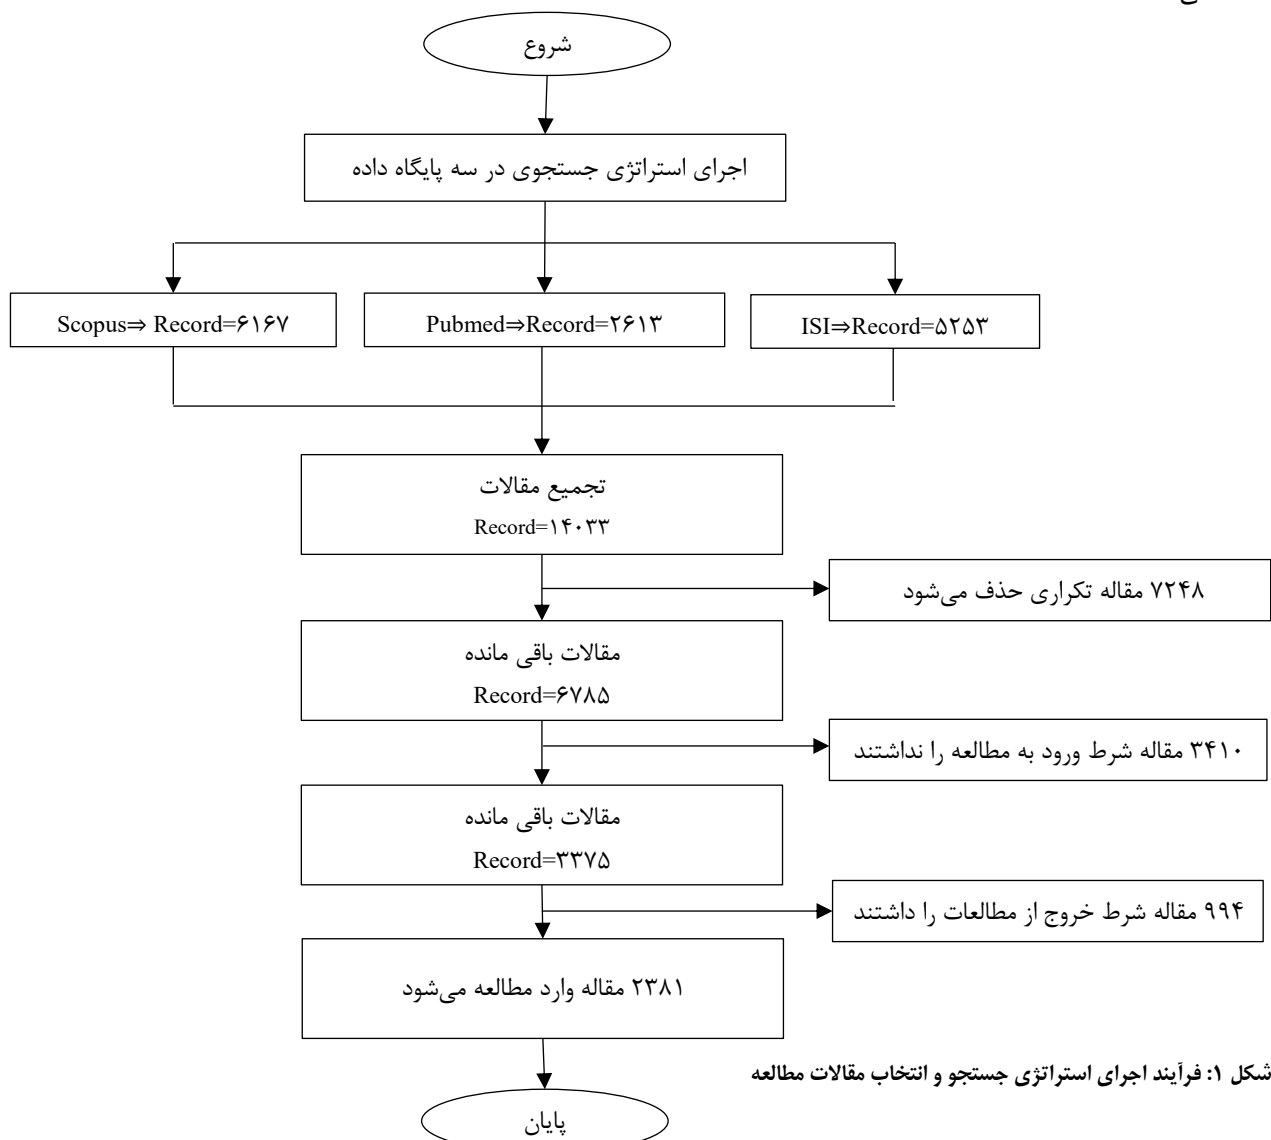 شروع
اجرای استراتژی جستجوی در سه پایگاه داده
Scopus⇒ Record=۶۱۶۷
Pubmed⇒Record=۲۶۱۳
ISI⇒Record=۵۲۵۳
تجمیع مقالات
Record=۱۴۰۳۳
۷۲۴۸ مقاله تکراری حذف می‌شود
مقالات باقی مانده
Record=۶۷۸۵
۳۴۱۰ مقاله شرط ورود به مطالعه را نداشتند
مقالات باقی مانده
Record=۳۳۷۵
۹۹۴ مقاله شرط خروج از مطالعات را داشتند
۲۳۸۱ مقاله وارد مطالعه می‌شود
شکل ۱: فرآیند اجرای استراتژی جستجو و انتخاب مقالات مطالعه
پایان